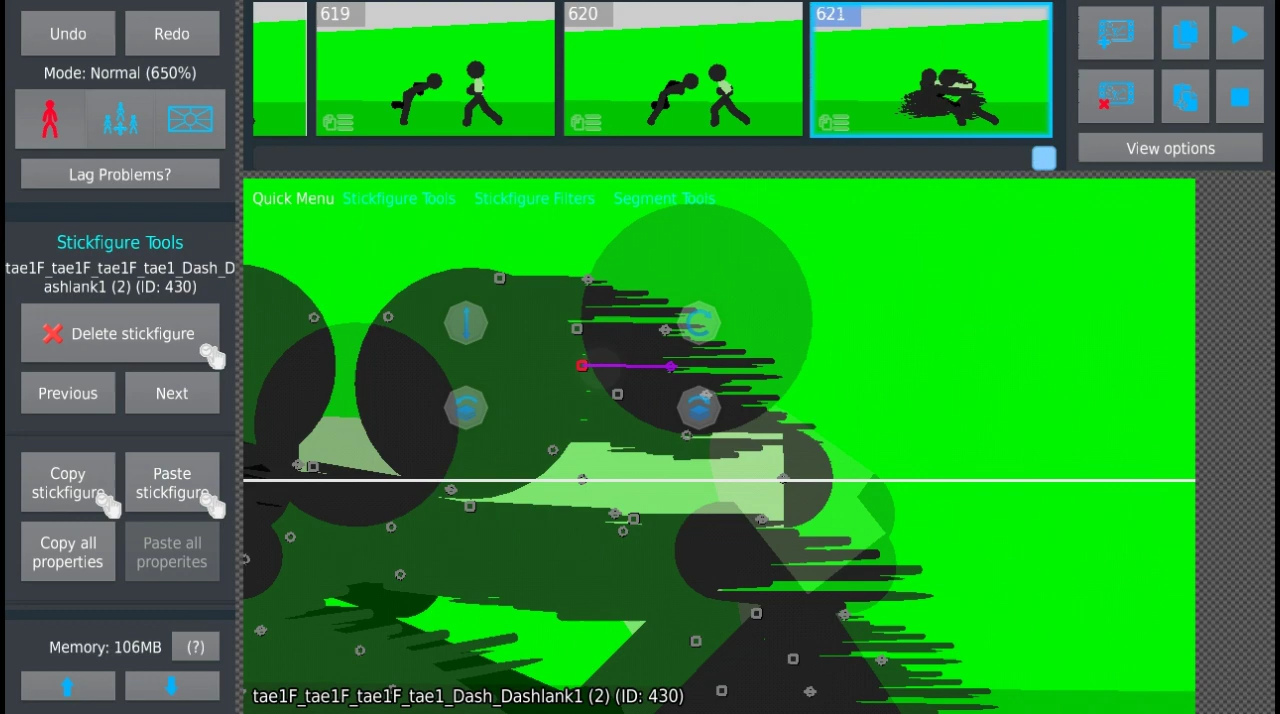 Undo
Redo
Mode: Normal (650%)
Lag Problems?
Stickfigure Tools
tae1F_tae1F_tae1F_tae1_Dash_D
ashlank1 (2) (ID: 430)
Delete stickfigure
Previous
Next
Copy
stickfigure
Paste
stickfigure
Copy all
properties
Paste all
properites
Memory: 106MB
(?)
619
620
621
View options
Quick Menu
Stickfigure Tools
Stickfigure Filters
Segment Tools
tae1F_tae1F_tae1F_tae1_Dash_Dashlank1 (2) (ID: 430)